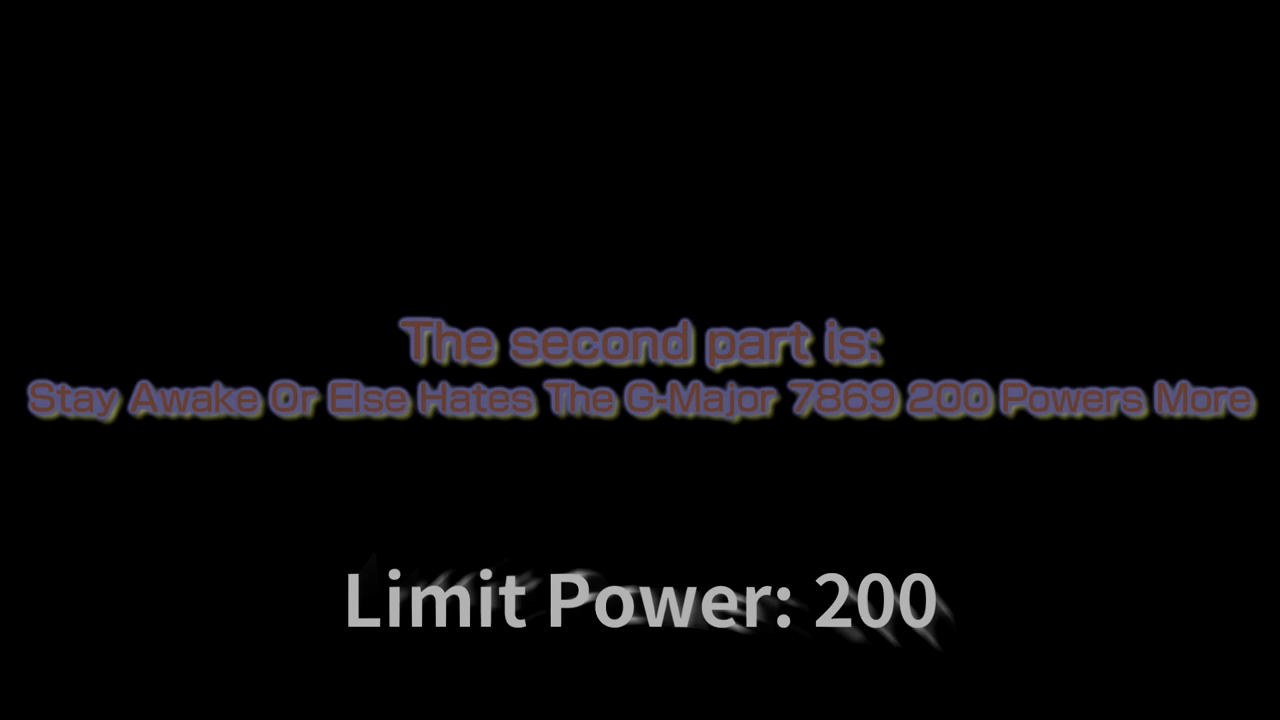 The second part is:
Stay Awake Or Else Hates The G-Major 7869 200 Powers More
Limit Power: 200